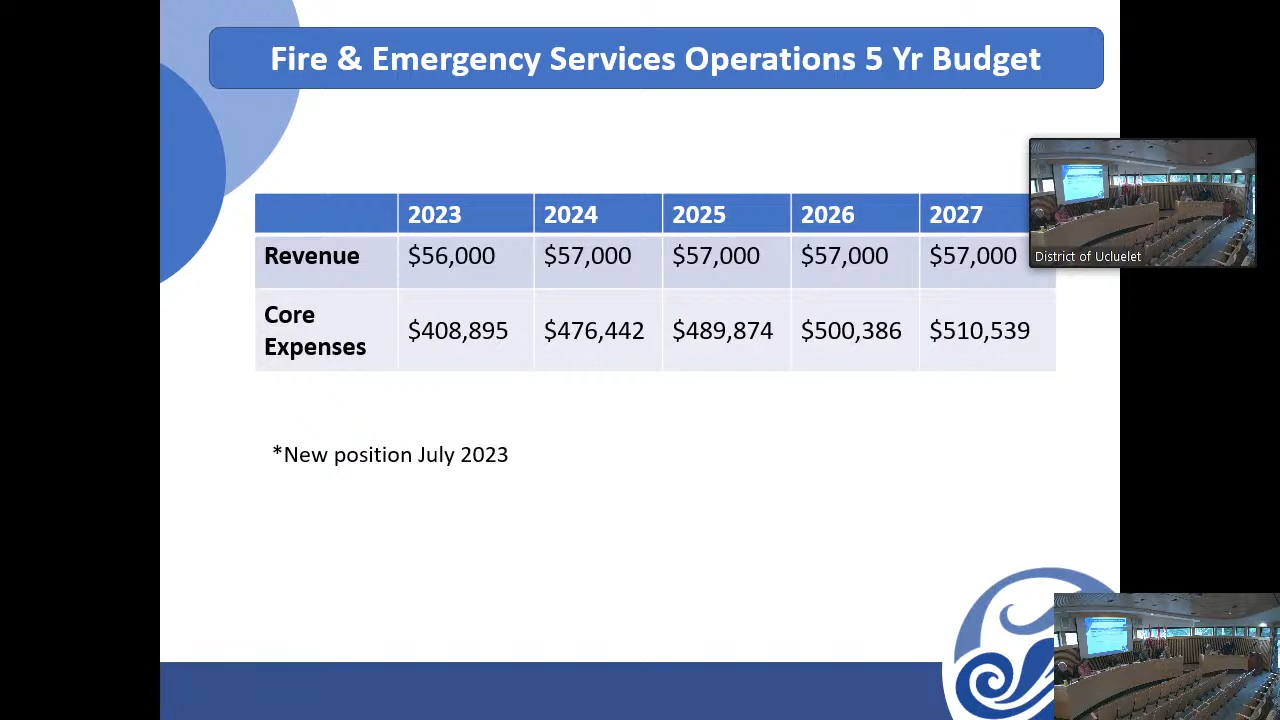 Fire & Emergency Services Operations 5 Yr Budget
2023 2024 2025 2026 2027
Revenue $56,000 $57,000 $57,000 $57,000 $57,000
Core
Expenses $408,895 $476,442 $489,874 $500,386 $510,539
*New position July 2023
District of Ucluelet